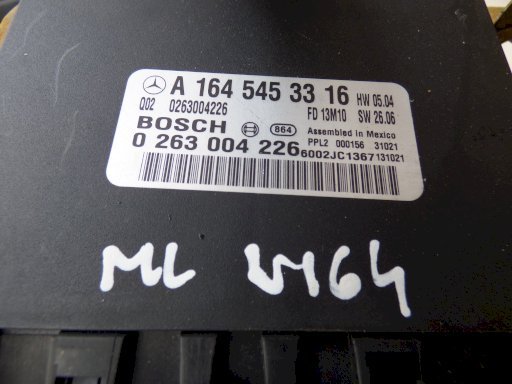 A 164 545 33 16 HW 05.04
Q02 0263004226 FD 13M10 SW 26.06
BOSCH 864 Assembled in Mexico
PPL2 000156 31021
0 263 004 226 6002JC1367131021
ML W164